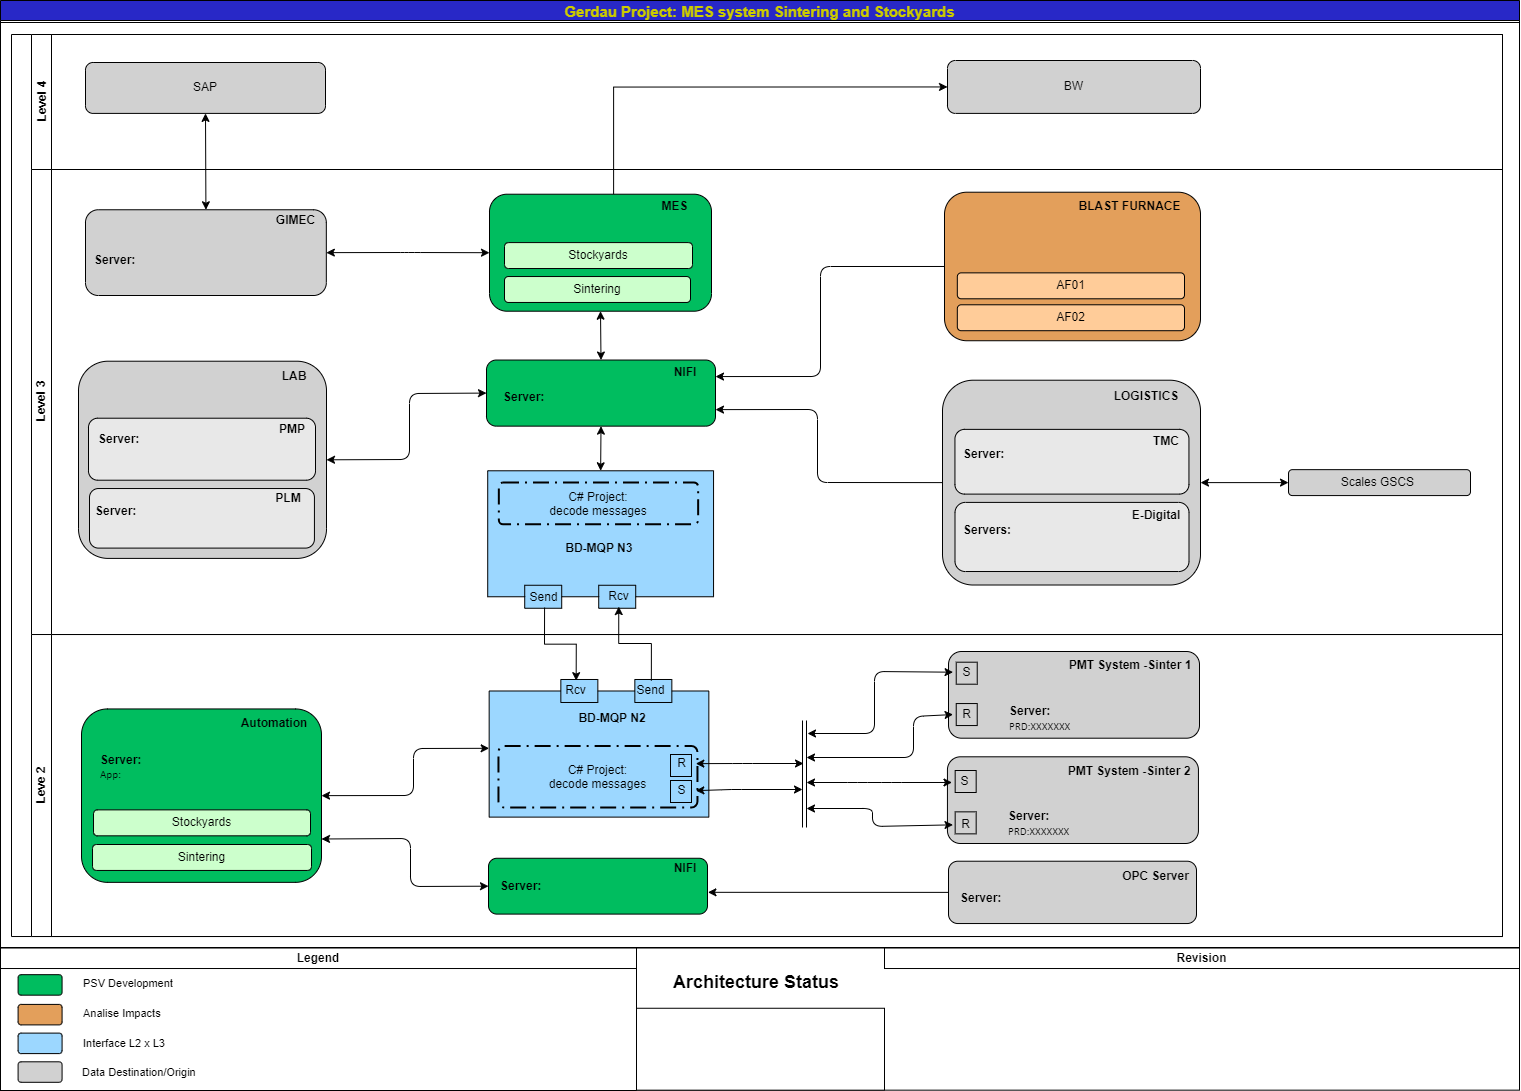 Gerdau Project: MES system Sintering and Stockyards
Level 4
SAP
BW
Level 3
GIMEC
Server:
MES
Stockyards
Sintering
BLAST FURNACE
AF01
AF02
LAB
PMP
Server:
PLM
Server:
NIFI
Server:
LOGISTICS
TMC
Server:
E-Digital
Servers:
Scales GSCS
C# Project:
decode messages
BD-MQP N3
Send
Rcv
Leve 2
Rcv
Send
BD-MQP N2
C# Project:
decode messages
R
S
Automation
Server:
App:
Stockyards
Sintering
PMT System -Sinter 1
S
R
Server:
PRD:XXXXXXX
PMT System -Sinter 2
S
R
Server:
PRD:XXXXXXX
NIFI
Server:
OPC Server
Server:
Legend
PSV Development
Analise Impacts
Interface L2 x L3
Data Destination/Origin
Architecture Status
Revision